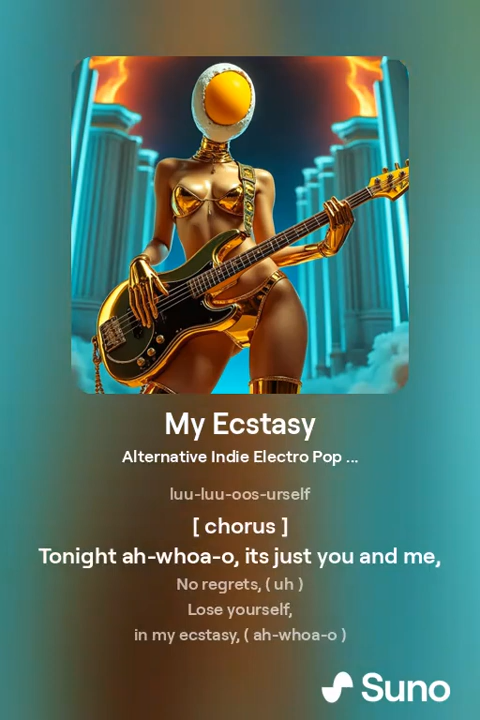 My Ecstasy
Alternative Indie Electro Pop ...
luu-luu-oos-urself
[ chorus ]
Tonight ah-whoa-o, its just you and me,
No regrets, ( uh )
Lose yourself,
in my ecstasy, ( ah-whoa-o )
Suno